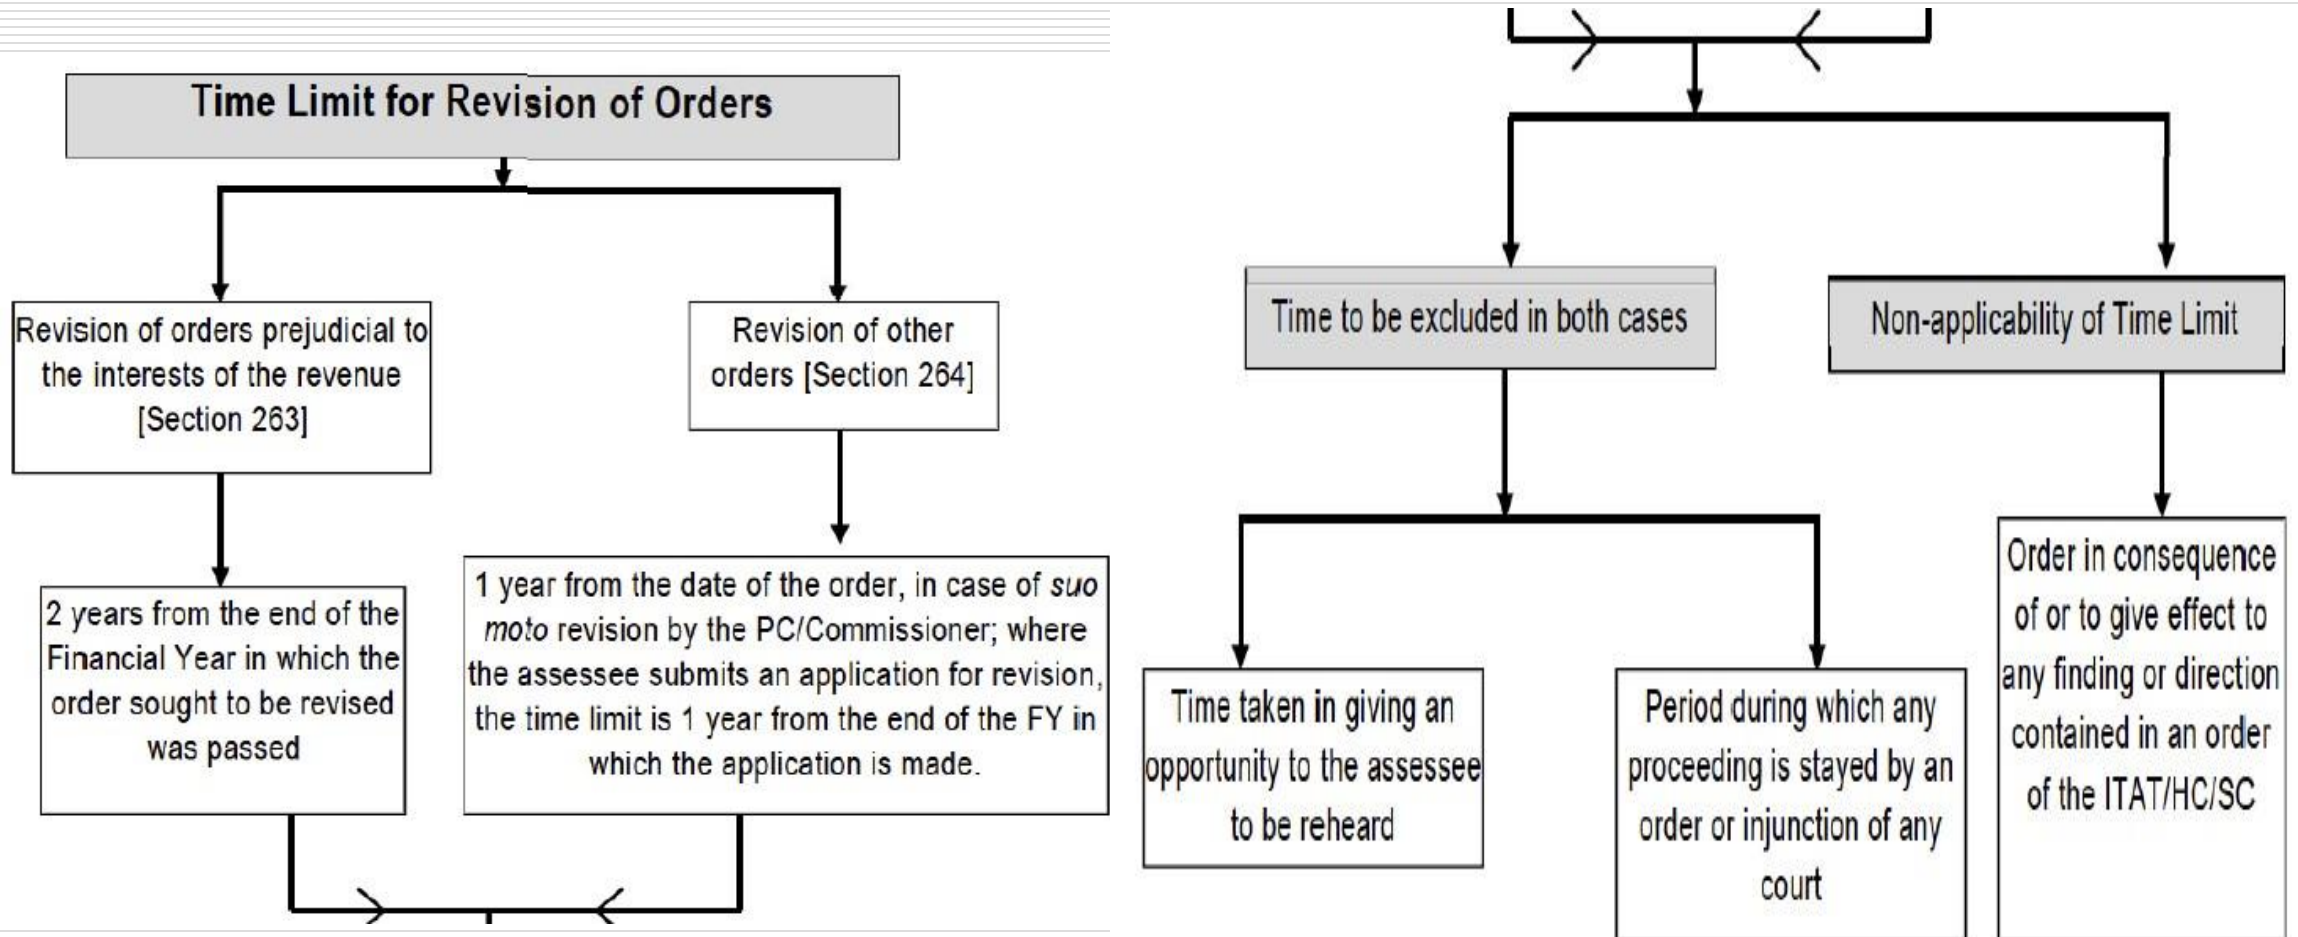 Time Limit for Revision of Orders
Revision of orders prejudicial to
the interests of the revenue
[Section 263]
Revision of other
orders [Section 264]
2 years from the end of the
Financial Year in which the
order sought to be revised
was passed
1 year from the date of the order, in case of suo
moto revision by the PC/Commissioner; where
the assessee submits an application for revision,
the time limit is 1 year from the end of the FY in
which the application is made.
Time to be excluded in both cases
Non-applicability of Time Limit
Time taken in giving an
opportunity to the assessee
to be reheard
Period during which any
proceeding is stayed by an
order or injunction of any
court
Order in consequence
of or to give effect to
any finding or direction
contained in an order
of the ITAT/HC/SC